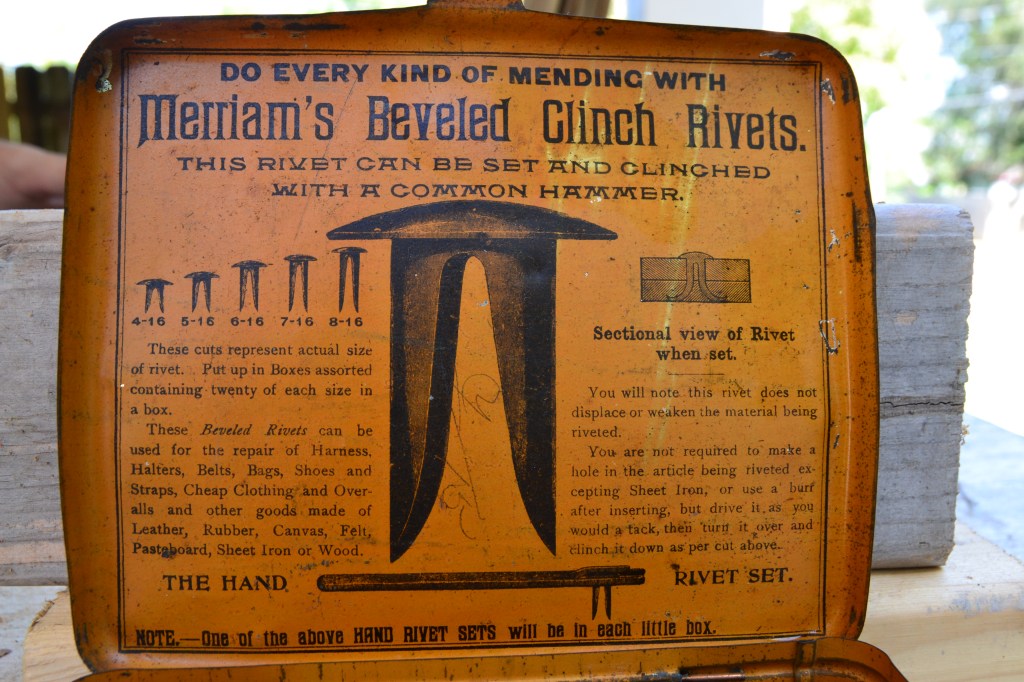 DO EVERY KIND OF MENDING WITH
Merriam's Beveled Clinch Rivets.
THIS RIVET CAN BE SET AND CLINCHED
WITH A COMMON HAMMER.
4-16 5-16 6-16 7-16 8-16
These cuts represent actual size
of rivet. Put up in Boxes assorted
containing twenty of each size in
a box.
These Beveled Rivets can be
used for the repair of Harness,
Halters, Belts, Bags, Shoes and
Straps, Cheap Clothing and Over-
alls and other goods made of
Leather, Rubber, Canvas, Felt,
Pasteboard, Sheet Iron or Wood.
Sectional view of Rivet
when set.
You will note this rivet does not
displace or weaken the material being
riveted.
You are not required to make a
hole in the article being riveted ex-
cepting Sheet Iron, or use a burr
after inserting, but drive it as you
would a tack, then turn it over and
clinch it down as per cut above.
THE HAND RIVET SET.
NOTE.—One of the above HAND RIVET SETS will be in each little box.